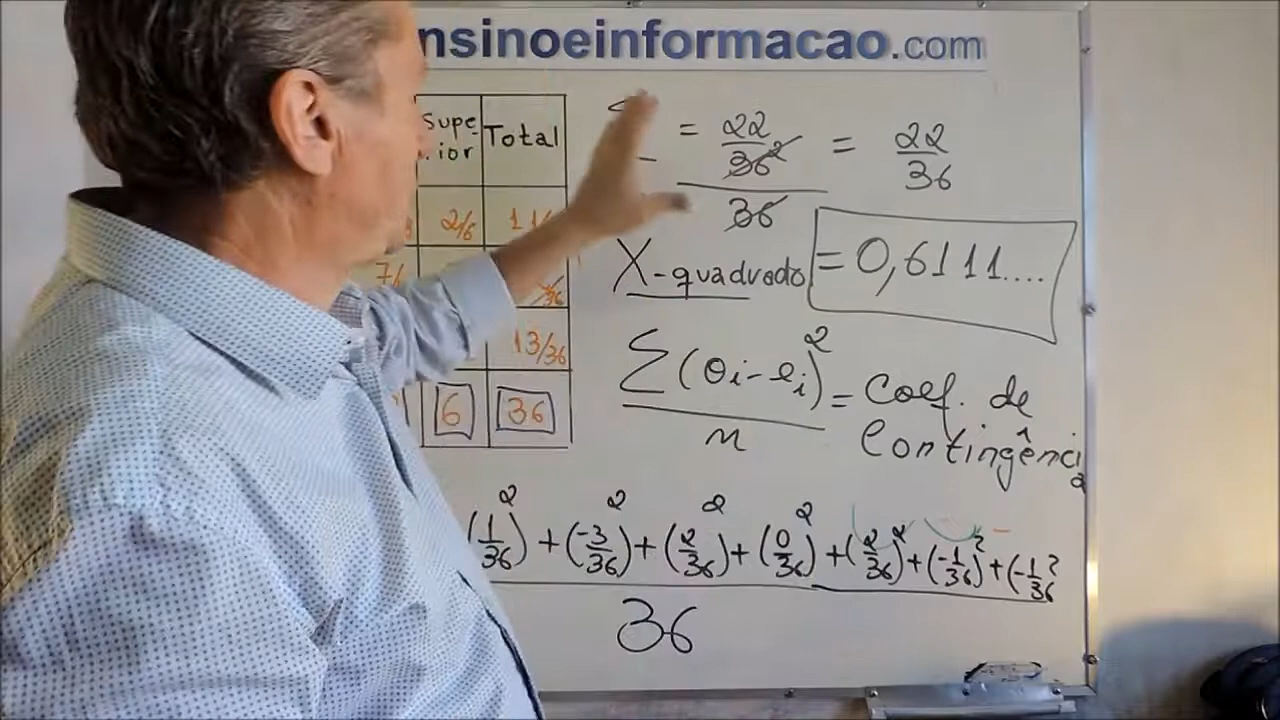 nsinoeinformacao.com
Supe- Total
.ior
2/6 11/
7/ 36
13/36
6 36
= 22/36² / 36 = 22/36
X-quadrado = 0,6111....
Σ(oi-ei)² / n = Coef. de
Contingência
(1/36)² + (-3/36)² + (2/36)² + (0/36)² + (2/36)² + (-1/36)² + (-1/36)²
36